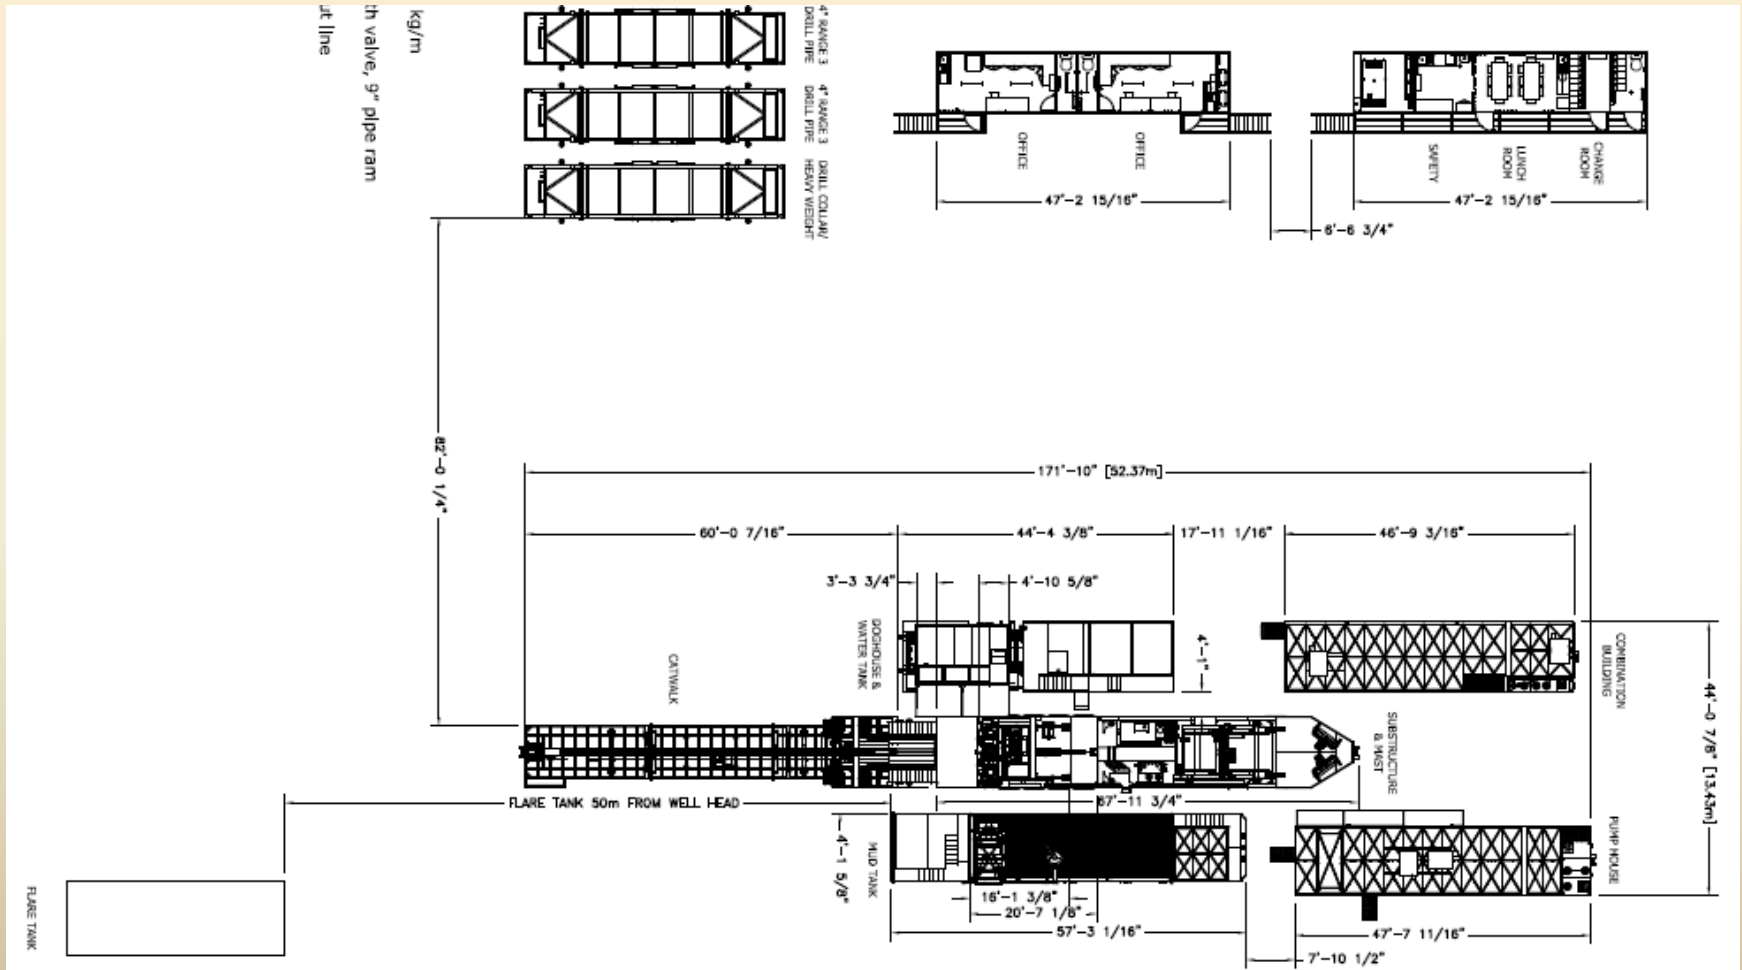 kg/m
th valve, 9" pipe ram
ut line
4" RANGE 3
DRILL PIPE
4" RANGE 3
DRILL PIPE
DRILL COLLAR/
HEAVY WEIGHT
OFFICE
OFFICE
47'-2 15/16"
SAFETY
LUNCH
ROOM
CHANGE
ROOM
47'-2 15/16"
6'-6 3/4"
82'-0 1/4"
171'-10" [52.37m]
60'-0 7/16"
44'-4 3/8"
17'-11 1/16"
46'-9 3/16"
3'-3 3/4"
4'-10 5/8"
DOGHOUSE &
WATER TANK
4'-1"
COMBINATION
BUILDING
CATWALK
SUBSTRUCTURE
& MAST
44'-0 7/8" [13.43m]
FLARE TANK 50m FROM WELL HEAD
67'-11 3/4"
4'-1 5/8"
MUD TANK
PUMP HOUSE
16'-1 3/8"
20'-7 1/8"
57'-3 1/16"
47'-7 11/16"
7'-10 1/2"
FLARE TANK